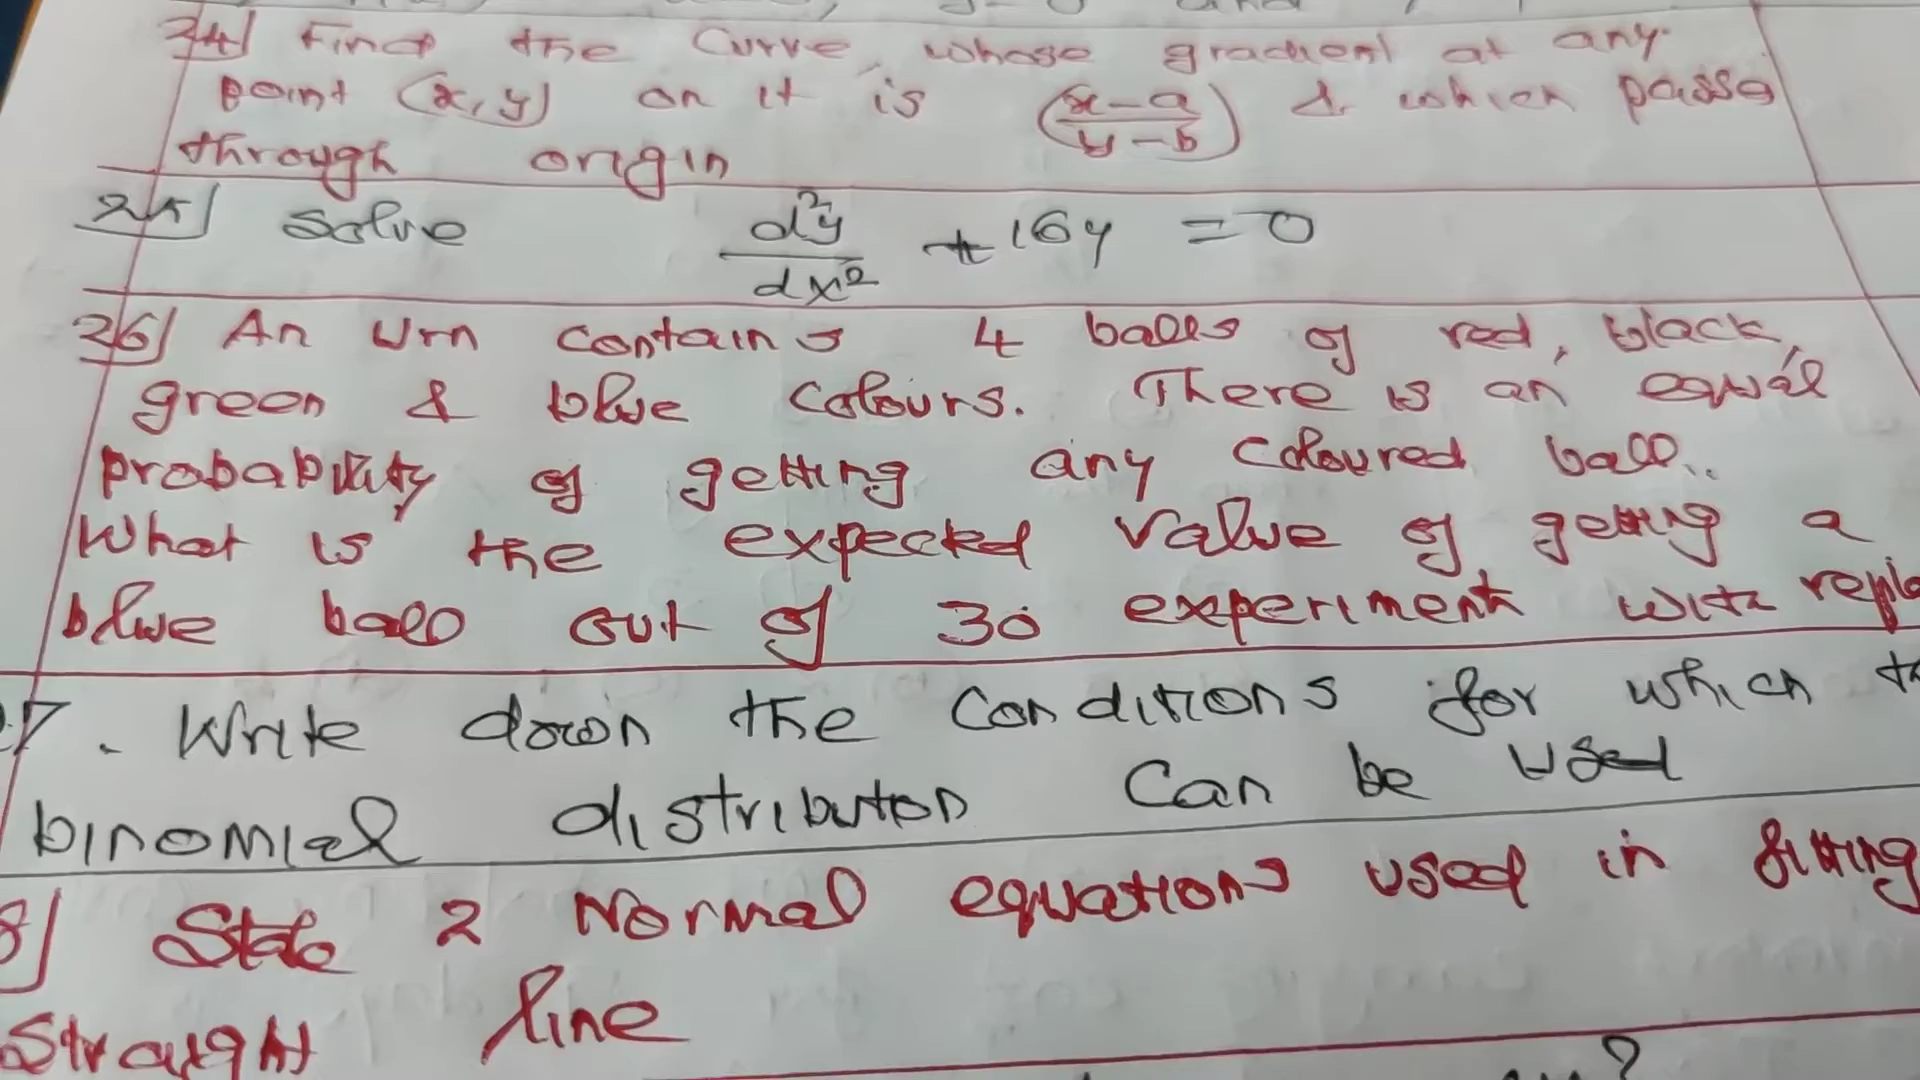 24] Find the curve, whose gradient at any
point (x, y) on it is (x-a/y-b) & which passes
through origin
25] Solve d²y/dx² + 16y = 0
26] An urn contains 4 balls of red, black,
green & blue colours. There is an equal
probability of getting any coloured ball.
What is the expected value of getting a
blue ball out of 30 experiment with repla
7. Write down the conditions for which
binomial distribution can be used
8] State 2 Normal equations used in fitting
Straight line